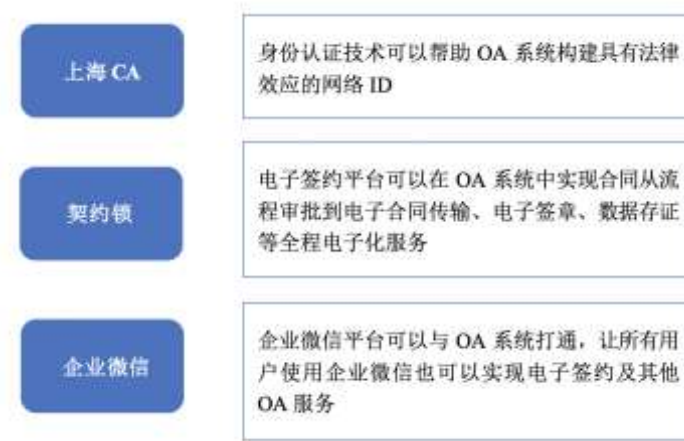 上海 CA
身份认证技术可以帮助 OA 系统构建具有法律
效应的网络 ID
契约锁
电子签约平台可以在 OA 系统中实现合同从流
程审批到电子合同传输、电子签章、数据存证
等全程电子化服务
企业微信
企业微信平台可以与 OA 系统打通，让所有用
户使用企业微信也可以实现电子签约及其他
OA 服务